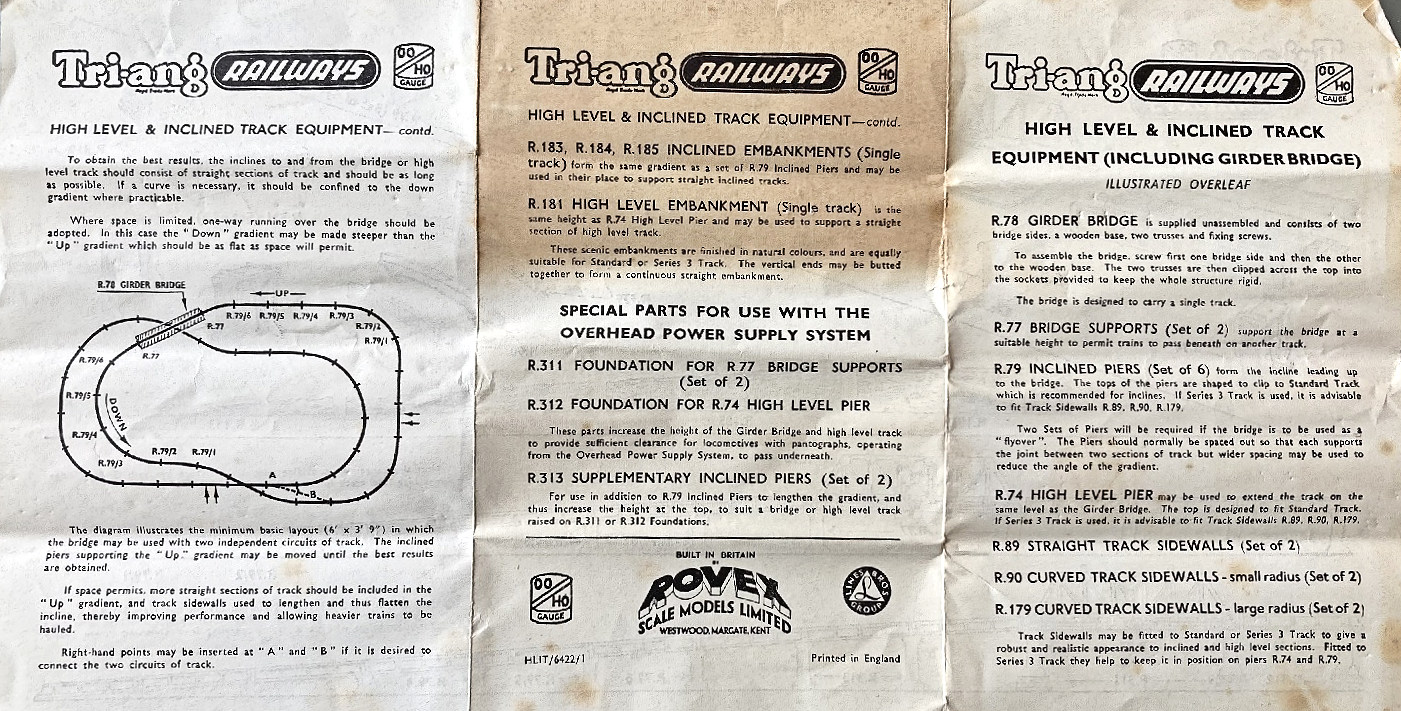 Tri-ang RAILWAYS OO/HO GAUGE
Regd. Trade Mark
HIGH LEVEL & INCLINED TRACK EQUIPMENT— contd.
To obtain the best results, the inclines to and from the bridge or high
level track should consist of straight sections of track and should be as long
as possible. If a curve is necessary, it should be confined to the down
gradient where practicable.
Where space is limited, one-way running over the bridge should be
adopted. In this case the "Down" gradient may be made steeper than the
"Up" gradient which should be as flat as space will permit.
R.78 GIRDER BRIDGE
UP
R.79/6 R.79/5 R.79/4 R.79/3
R.77
R.79/2
R.79/1
R.77
R.79/6
R.79/5
DOWN
R.79/4
R.79/3
R.79/2 R.79/1
A
B
The diagram illustrates the minimum basic layout (6' x 3' 9") in which
the bridge may be used with two independent circuits of track. The inclined
piers supporting the "Up" gradient may be moved until the best results
are obtained.
If space permits, more straight sections of track should be included in the
"Up" gradient, and track sidewalls used to lengthen and thus flatten the
incline, thereby improving performance and allowing heavier trains to be
hauled.
Right-hand points may be inserted at "A" and "B" if it is desired to
connect the two circuits of track.
Tri-ang RAILWAYS OO/HO GAUGE
Regd. Trade Mark
HIGH LEVEL & INCLINED TRACK EQUIPMENT—contd.
R.183, R.184, R.185 INCLINED EMBANKMENTS (Single
track) form the same gradient as a set of R.79 Inclined Piers and may be
used in their place to support straight inclined tracks.
R.181 HIGH LEVEL EMBANKMENT (Single track) is the
same height as R.74 High Level Pier and may be used to support a straight
section of high level track.
These scenic embankments are finished in natural colours, and are equally
suitable for Standard or Series 3 Track. The vertical ends may be butted
together to form a continuous straight embankment.
SPECIAL PARTS FOR USE WITH THE
OVERHEAD POWER SUPPLY SYSTEM
R.311 FOUNDATION FOR R.77 BRIDGE SUPPORTS
(Set of 2)
R.312 FOUNDATION FOR R.74 HIGH LEVEL PIER
These parts increase the height of the Girder Bridge and high level track
to provide sufficient clearance for locomotives with pantographs, operating
from the Overhead Power Supply System, to pass underneath.
R.313 SUPPLEMENTARY INCLINED PIERS (Set of 2)
For use in addition to R.79 Inclined Piers to lengthen the gradient, and
thus increase the height at the top, to suit a bridge or high level track
raised on R.311 or R.312 Foundations.
BUILT IN BRITAIN
BY
OO/HO GAUGE
ROVEX
SCALE MODELS LIMITED
WESTWOOD, MARGATE, KENT
LINES BROS GROUP
HLIT/6422/1 Printed in England
Tri-ang RAILWAYS OO/HO GAUGE
Regd. Trade Mark
HIGH LEVEL & INCLINED TRACK
EQUIPMENT (INCLUDING GIRDER BRIDGE)
ILLUSTRATED OVERLEAF
R.78 GIRDER BRIDGE is supplied unassembled and consists of two
bridge sides, a wooden base, two trusses and fixing screws.
To assemble the bridge, screw first one bridge side and then the other
to the wooden base. The two trusses are then clipped across the top into
the sockets provided to keep the whole structure rigid.
The bridge is designed to carry a single track.
R.77 BRIDGE SUPPORTS (Set of 2) support the bridge at a
suitable height to permit trains to pass beneath on another track.
R.79 INCLINED PIERS (Set of 6) form the incline leading up
to the bridge. The tops of the piers are shaped to clip to Standard Track
which is recommended for inclines. If Series 3 Track is used, it is advisable
to fit Track Sidewalls R.89, R.90, R.179.
Two Sets of Piers will be required if the bridge is to be used as a
"flyover". The Piers should normally be spaced out so that each supports
the joint between two sections of track but wider spacing may be used to
reduce the angle of the gradient.
R.74 HIGH LEVEL PIER may be used to extend the track on the
same level as the Girder Bridge. The top is designed to fit Standard Track.
If Series 3 Track is used, it is advisable to fit Track Sidewalls R.89, R.90, R.179.
R.89 STRAIGHT TRACK SIDEWALLS (Set of 2)
R.90 CURVED TRACK SIDEWALLS - small radius (Set of 2)
R.179 CURVED TRACK SIDEWALLS - large radius (Set of 2)
Track Sidewalls may be fitted to Standard or Series 3 Track to give a
robust and realistic appearance to inclined and high level sections. Fitted to
Series 3 Track they help to keep it in position on piers R.74 and R.79.